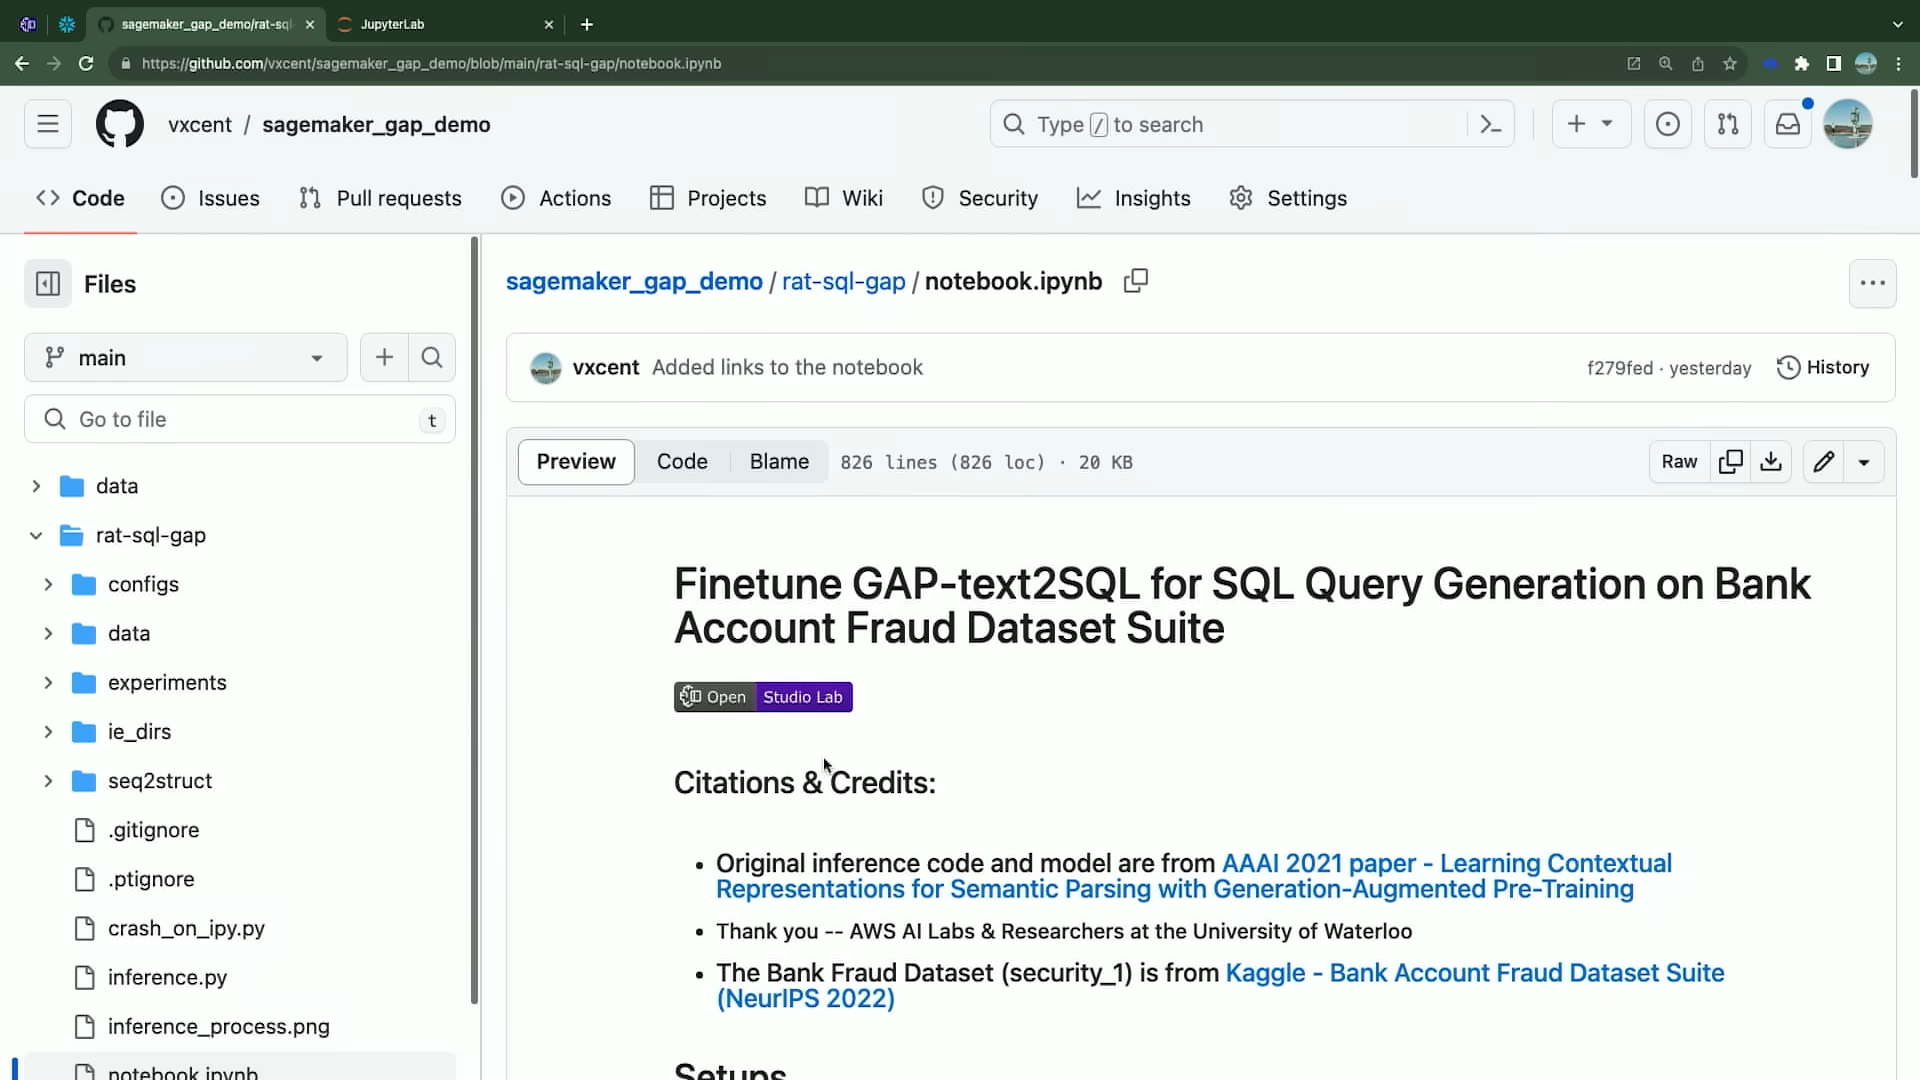 sagemaker_gap_demo/rat-sql-
JupyterLab
https://github.com/vxcent/sagemaker_gap_demo/blob/main/rat-sql-gap/notebook.ipynb
vxcent / sagemaker_gap_demo
Type / to search
Code
Issues
Pull requests
Actions
Projects
Wiki
Security
Insights
Settings
Files
sagemaker_gap_demo / rat-sql-gap / notebook.ipynb
main
vxcent Added links to the notebook
f279fed · yesterday
History
Go to file
t
Preview
Code
Blame
826 lines (826 loc) · 20 KB
Raw
data
rat-sql-gap
configs
data
experiments
ie_dirs
seq2struct
.gitignore
.ptignore
crash_on_ipy.py
inference.py
inference_process.png
notebook.ipynb
Finetune GAP-text2SQL for SQL Query Generation on Bank
Account Fraud Dataset Suite
Open Studio Lab
Citations & Credits:
• Original inference code and model are from AAAI 2021 paper - Learning Contextual
Representations for Semantic Parsing with Generation-Augmented Pre-Training
• Thank you -- AWS AI Labs & Researchers at the University of Waterloo
• The Bank Fraud Dataset (security_1) is from Kaggle - Bank Account Fraud Dataset Suite
(NeurIPS 2022)
Setups